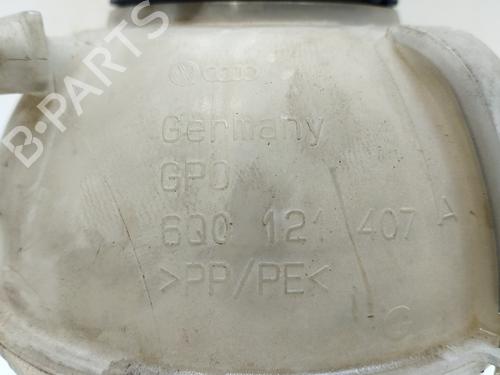 Germany
GPO
6Q0 121 407 A
>PP/PE<
G
B-PARTS